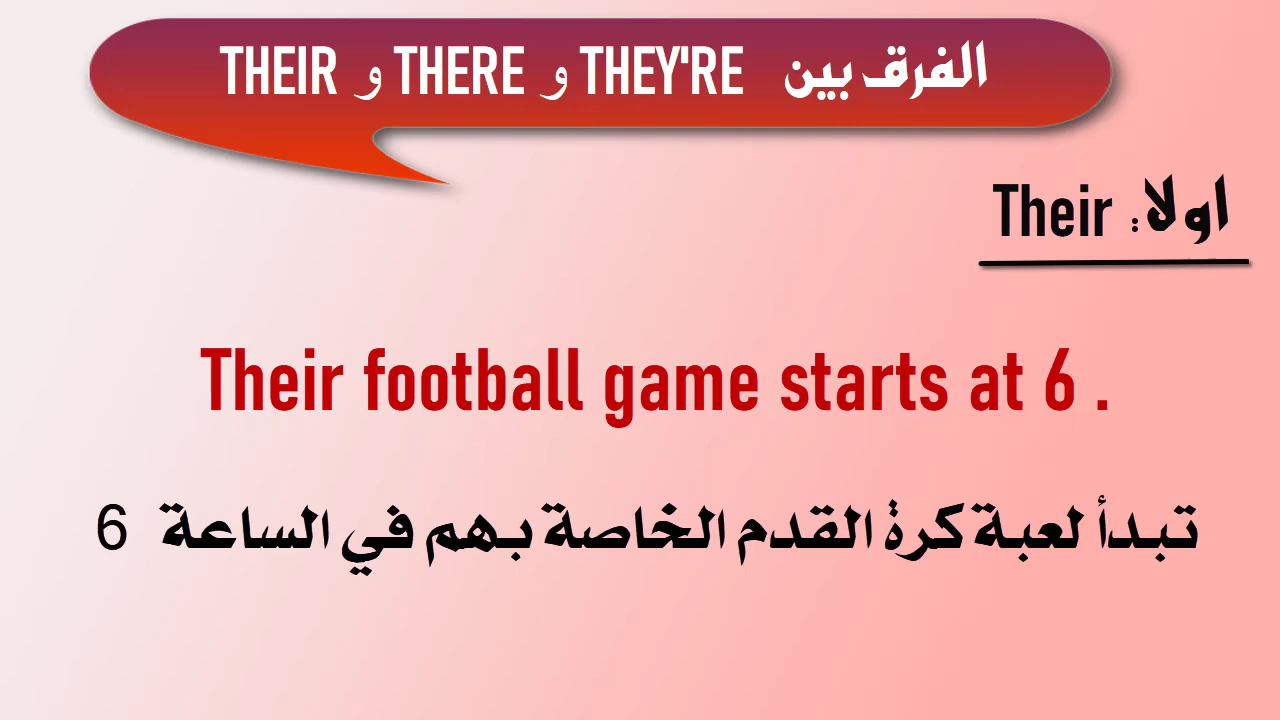 الفرق بين THEY'RE و THERE و THEIR
اولا: Their
Their football game starts at 6 .
تبدأ لعبة كرة القدم الخاصة بهم في الساعة 6